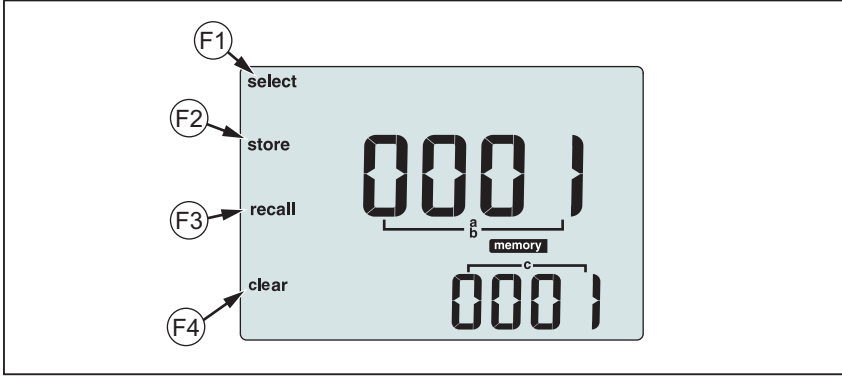 F1
select
F2
store
0001
F3
recall
a
b
memory
c
F4
clear
0001